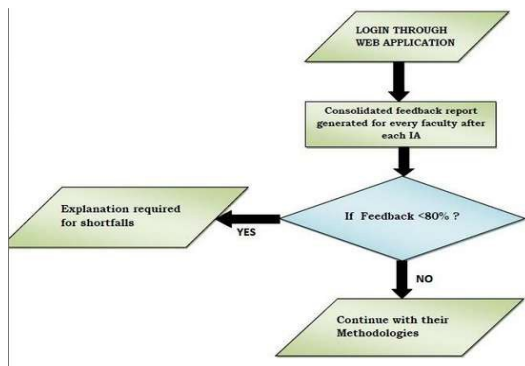 LOGIN THROUGH
WEB APPLICATION
Consolidated feedback report
generated for every faculty after
each IA
If Feedback <80% ?
YES
Explanation required
for shortfalls
NO
Continue with their
Methodologies